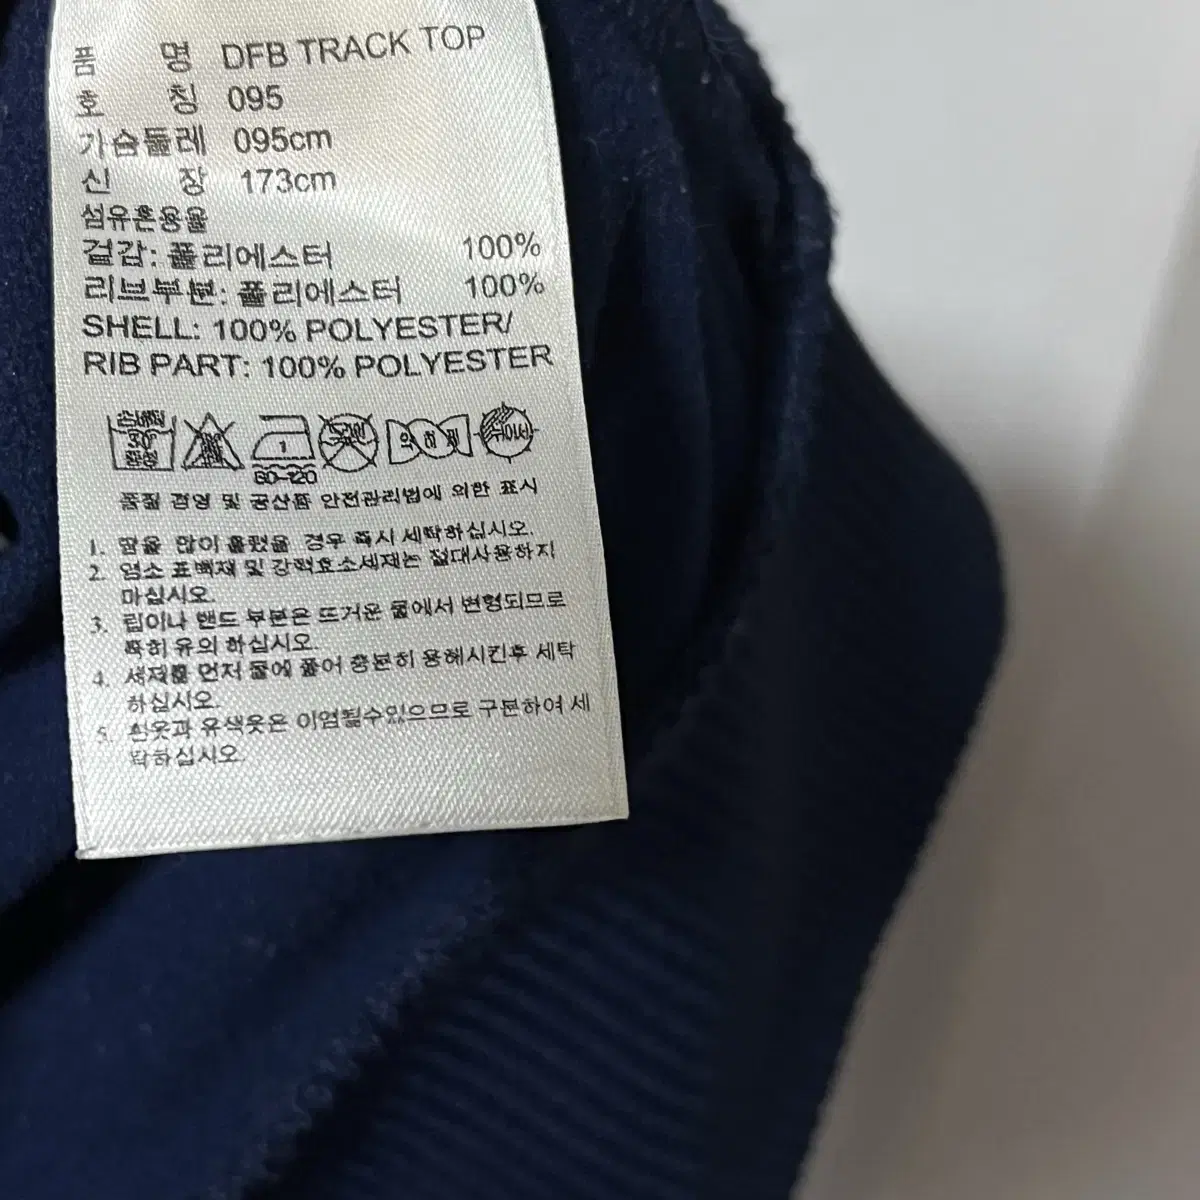 품 명 DFB TRACK TOP
호 칭 095
가슴둘레 095cm
신 장 173cm
섬유혼용율
겉감: 폴리에스터 100%
리브부분: 폴리에스터 100%
SHELL: 100% POLYESTER/
RIB PART: 100% POLYESTER
1
80~120
품질 경영 및 공산품 안전관리법에 의한 표시
1. 땀을 많이 흘렸을 경우 즉시 세탁하십시오.
2. 염소 표백제 및 강력효소세제는 절대사용하지
마십시오.
3. 립이나 밴드 부분은 뜨거운 물에서 변형되므로
특히 유의 하십시오.
4. 세제를 먼저 물에 풀어 충분히 용해시킨후 세탁
하십시오.
5. 흰옷과 유색옷은 이염될수있으므로 구분하여 세
탁하십시오.